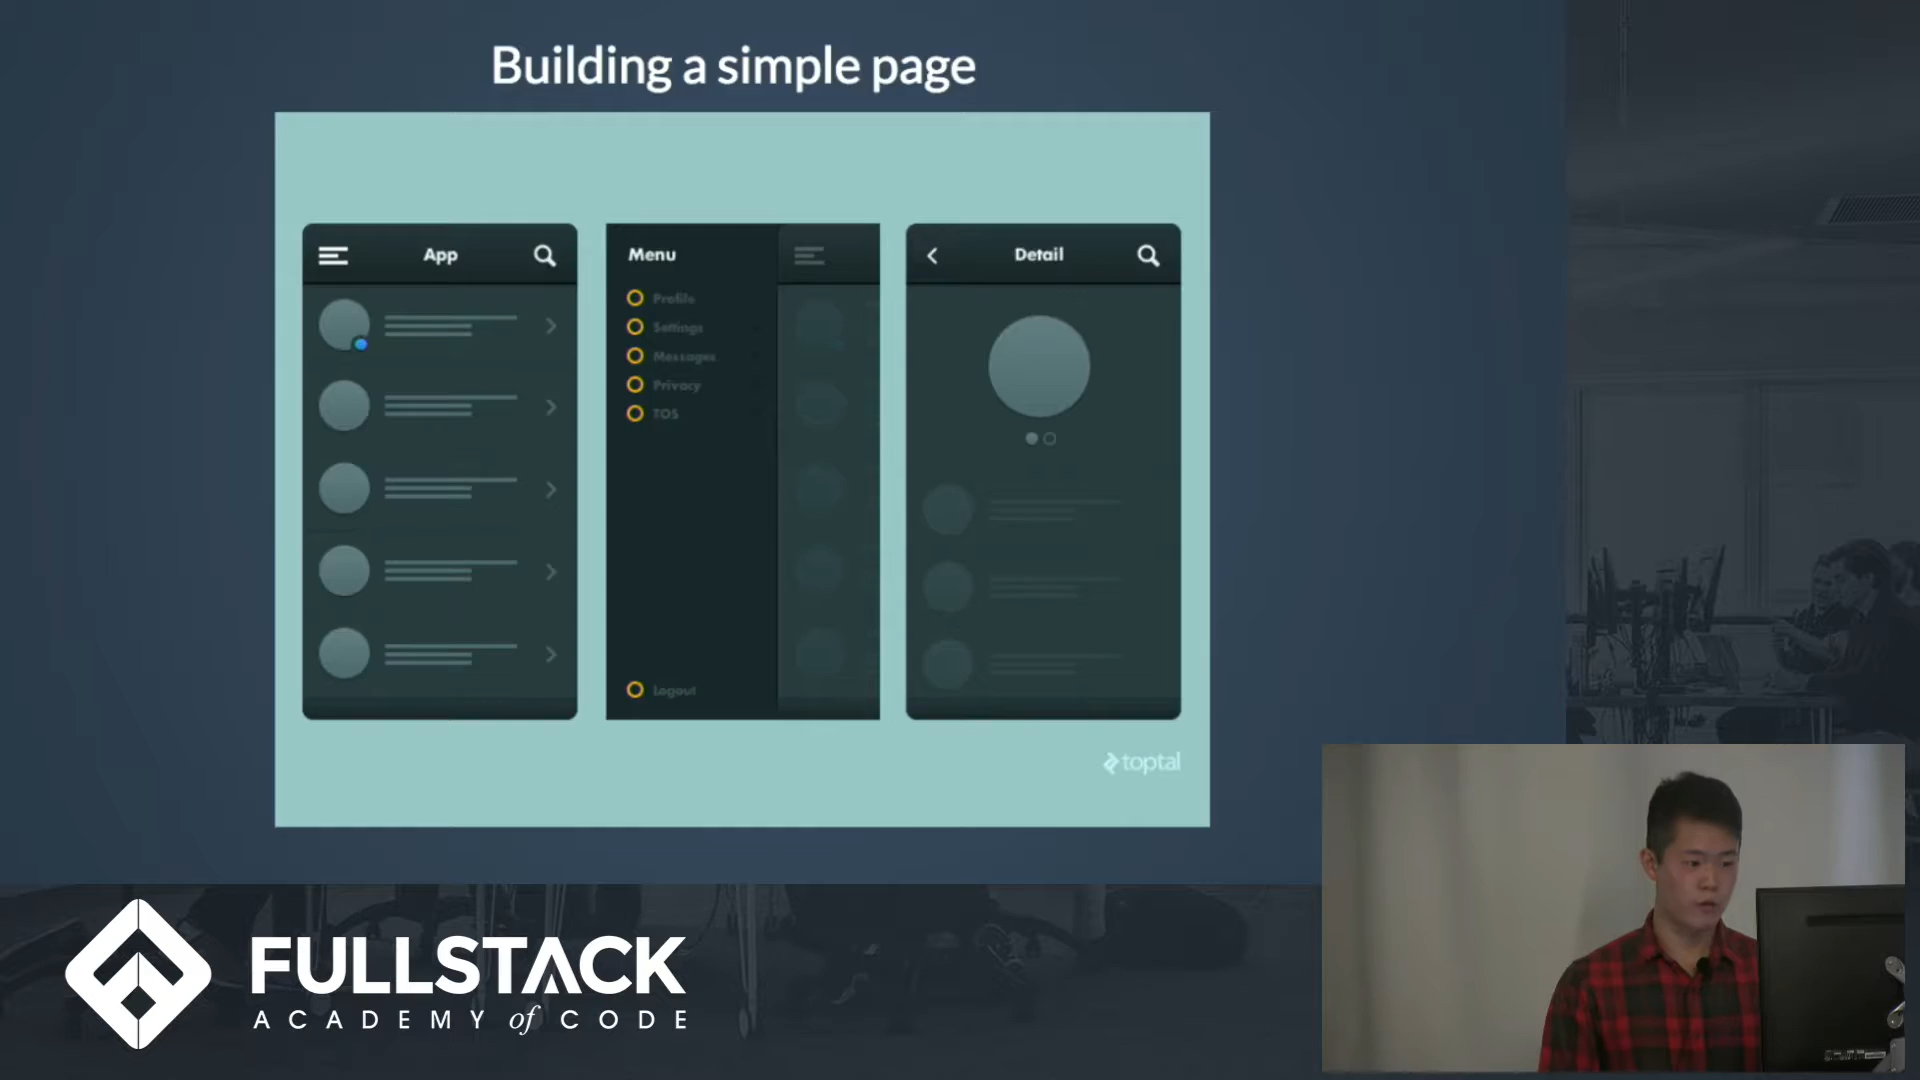 Building a simple page
App
Menu
Profile
Settings
Messages
Privacy
TOS
Logout
Detail
toptal
FULLSTACK
ACADEMY of CODE